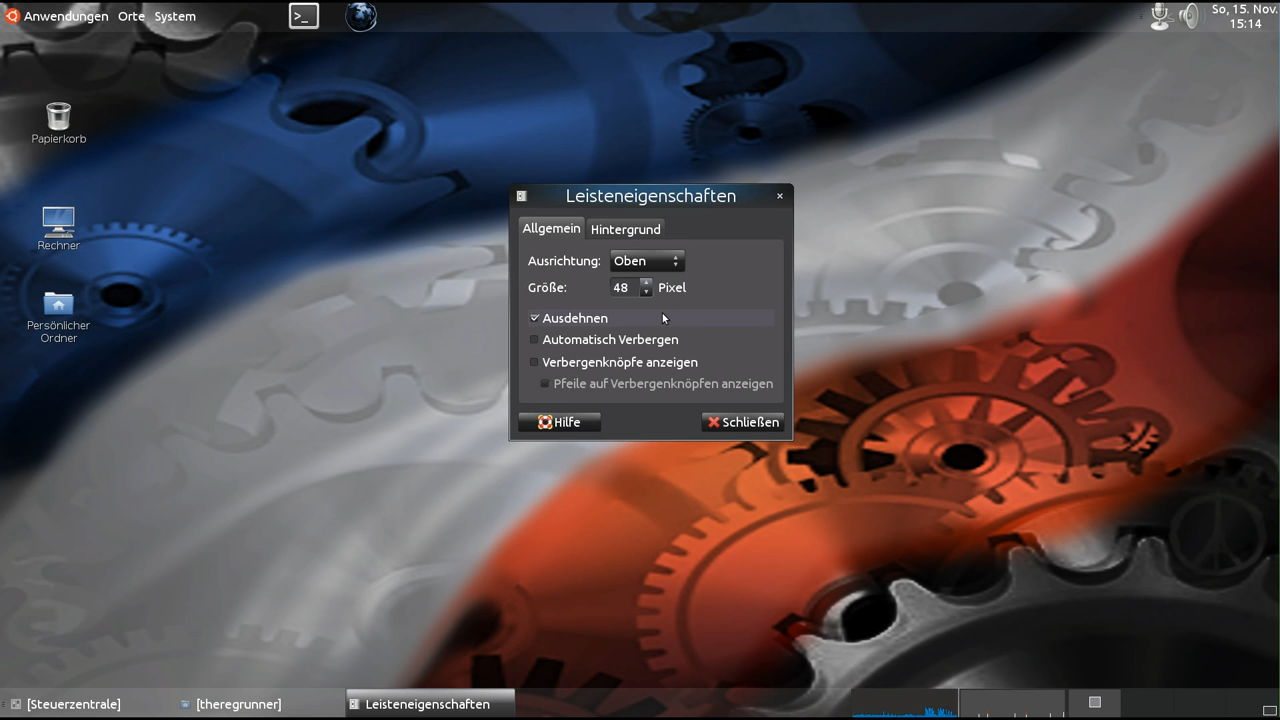 Anwendungen Orte System
>_
So, 15. Nov.
15:14
Papierkorb
Rechner
Persönlicher
Ordner
Leisteneigenschaften
Allgemein Hintergrund
Ausrichtung: Oben
Größe: 48 Pixel
Ausdehnen
Automatisch Verbergen
Verbergenknöpfe anzeigen
Pfeile auf Verbergenknöpfen anzeigen
Hilfe Schließen
[Steuerzentrale] [theregrunner] Leisteneigenschaften